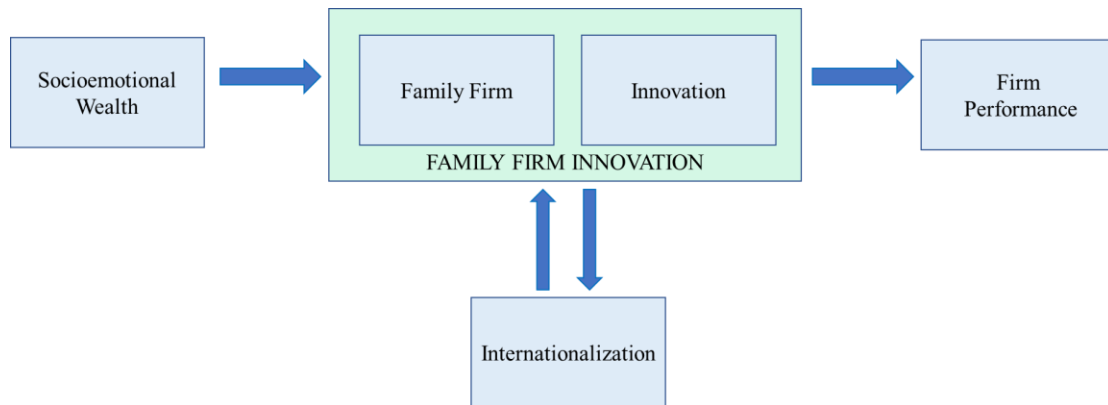 Socioemotional
Wealth
Family Firm
Innovation
FAMILY FIRM INNOVATION
Firm
Performance
Internationalization